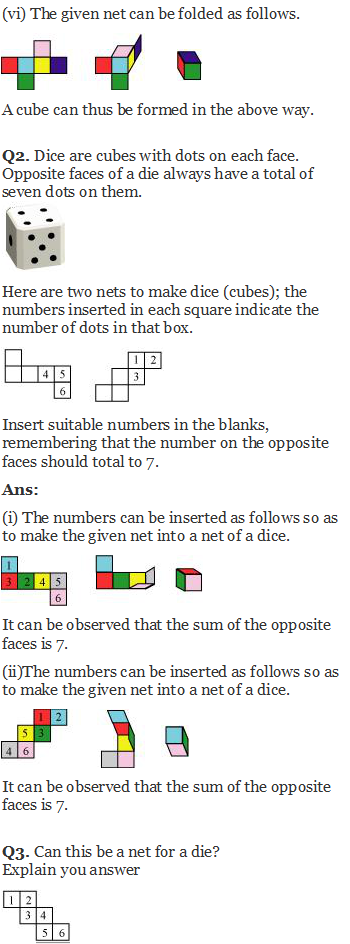 (vi) The given net can be folded as follows.
A cube can thus be formed in the above way.
Q2. Dice are cubes with dots on each face.
Opposite faces of a die always have a total of
seven dots on them.
Here are two nets to make dice (cubes); the
numbers inserted in each square indicate the
number of dots in that box.
1 2
4 5 3
6
Insert suitable numbers in the blanks,
remembering that the number on the opposite
faces should total to 7.
Ans:
(i) The numbers can be inserted as follows so as
to make the given net into a net of a dice.
1
3 2 4 5
6
It can be observed that the sum of the opposite
faces is 7.
(ii)The numbers can be inserted as follows so as
to make the given net into a net of a dice.
1 2
5 3
4 6
It can be observed that the sum of the opposite
faces is 7.
Q3. Can this be a net for a die?
Explain you answer
1 2
3 4
5 6